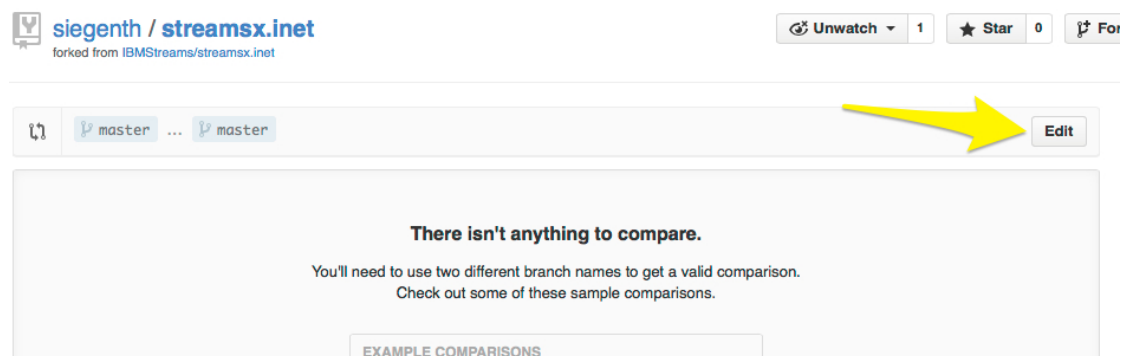 siegenth / streamsx.inet
forked from IBMStreams/streamsx.inet
Unwatch 1 Star 0 For
master ... master Edit
There isn't anything to compare.
You'll need to use two different branch names to get a valid comparison.
Check out some of these sample comparisons.
EXAMPLE COMPARISONS